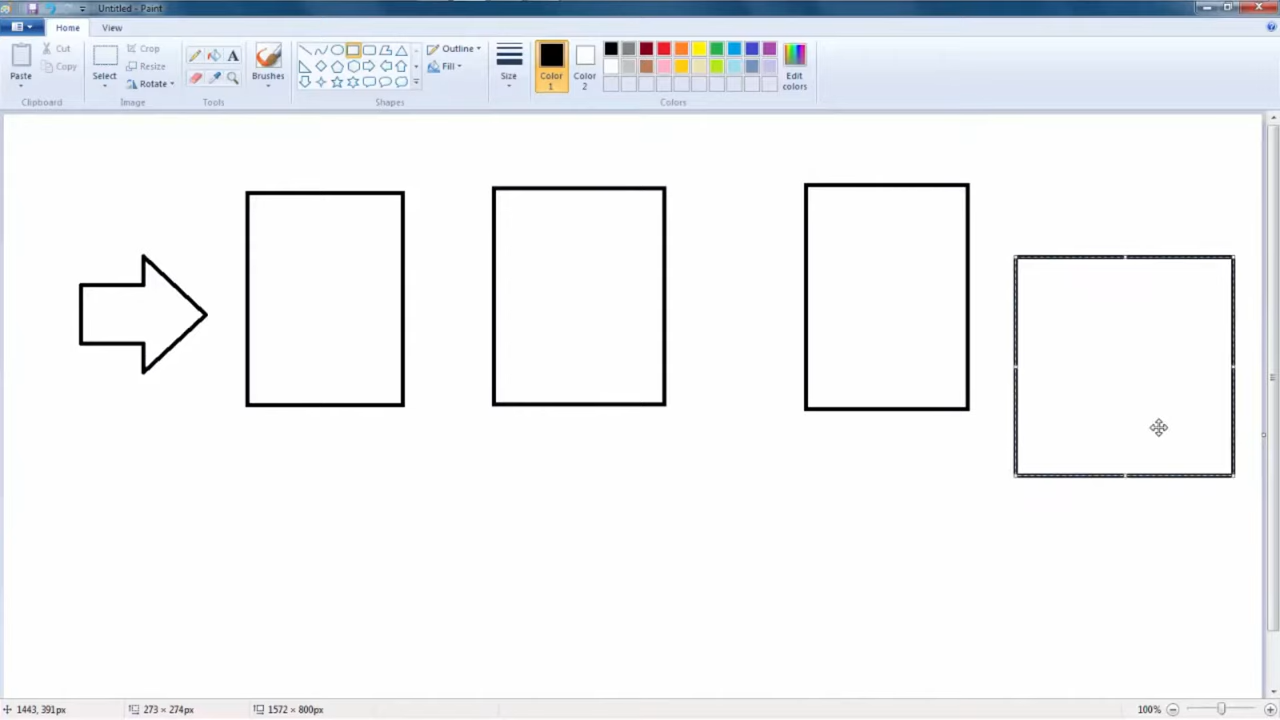 Untitled - Paint
Home
View
Paste
Cut
Copy
Clipboard
Select
Crop
Resize
Rotate
Image
Tools
Brushes
Outline
Fill
Shapes
Size
Color 1
Color 2
Edit colors
Colors
1443, 391px
273 × 274px
1572 × 800px
100%